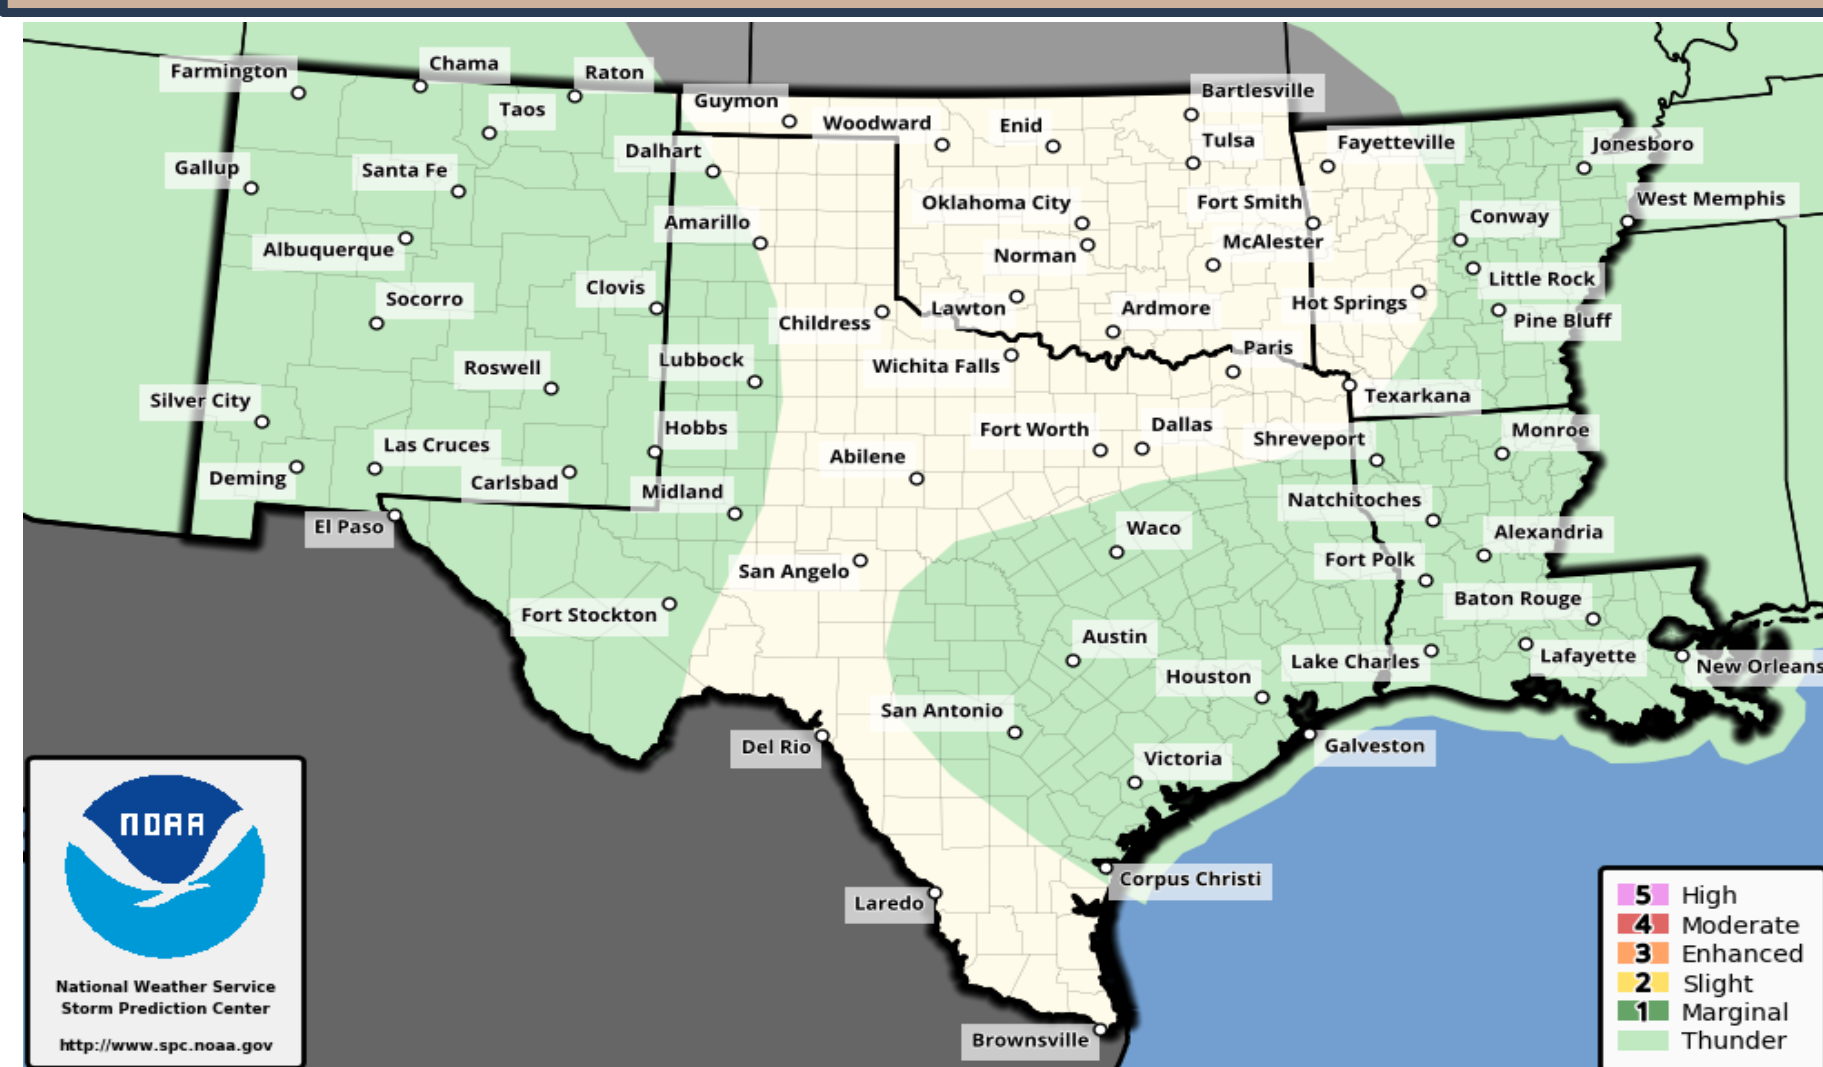 Farmington
Chama
Raton
Taos
Guymon
Woodward
Enid
Bartlesville
Tulsa
Fayetteville
Jonesboro
Dalhart
Gallup
Santa Fe
West Memphis
Oklahoma City
Fort Smith
Conway
Amarillo
Albuquerque
Norman
McAlester
Little Rock
Clovis
Socorro
Childress
Lawton
Ardmore
Hot Springs
Pine Bluff
Lubbock
Roswell
Wichita Falls
Paris
Silver City
Texarkana
Hobbs
Fort Worth
Dallas
Shreveport
Monroe
Las Cruces
Abilene
Deming
Carlsbad
Midland
Natchitoches
El Paso
Waco
Alexandria
San Angelo
Fort Polk
Fort Stockton
Baton Rouge
Austin
Lake Charles
Lafayette
New Orleans
Houston
San Antonio
Del Rio
Galveston
Victoria
Corpus Christi
Laredo
Brownsville
NOAA
National Weather Service
Storm Prediction Center
http://www.spc.noaa.gov
5 High
4 Moderate
3 Enhanced
2 Slight
1 Marginal
Thunder